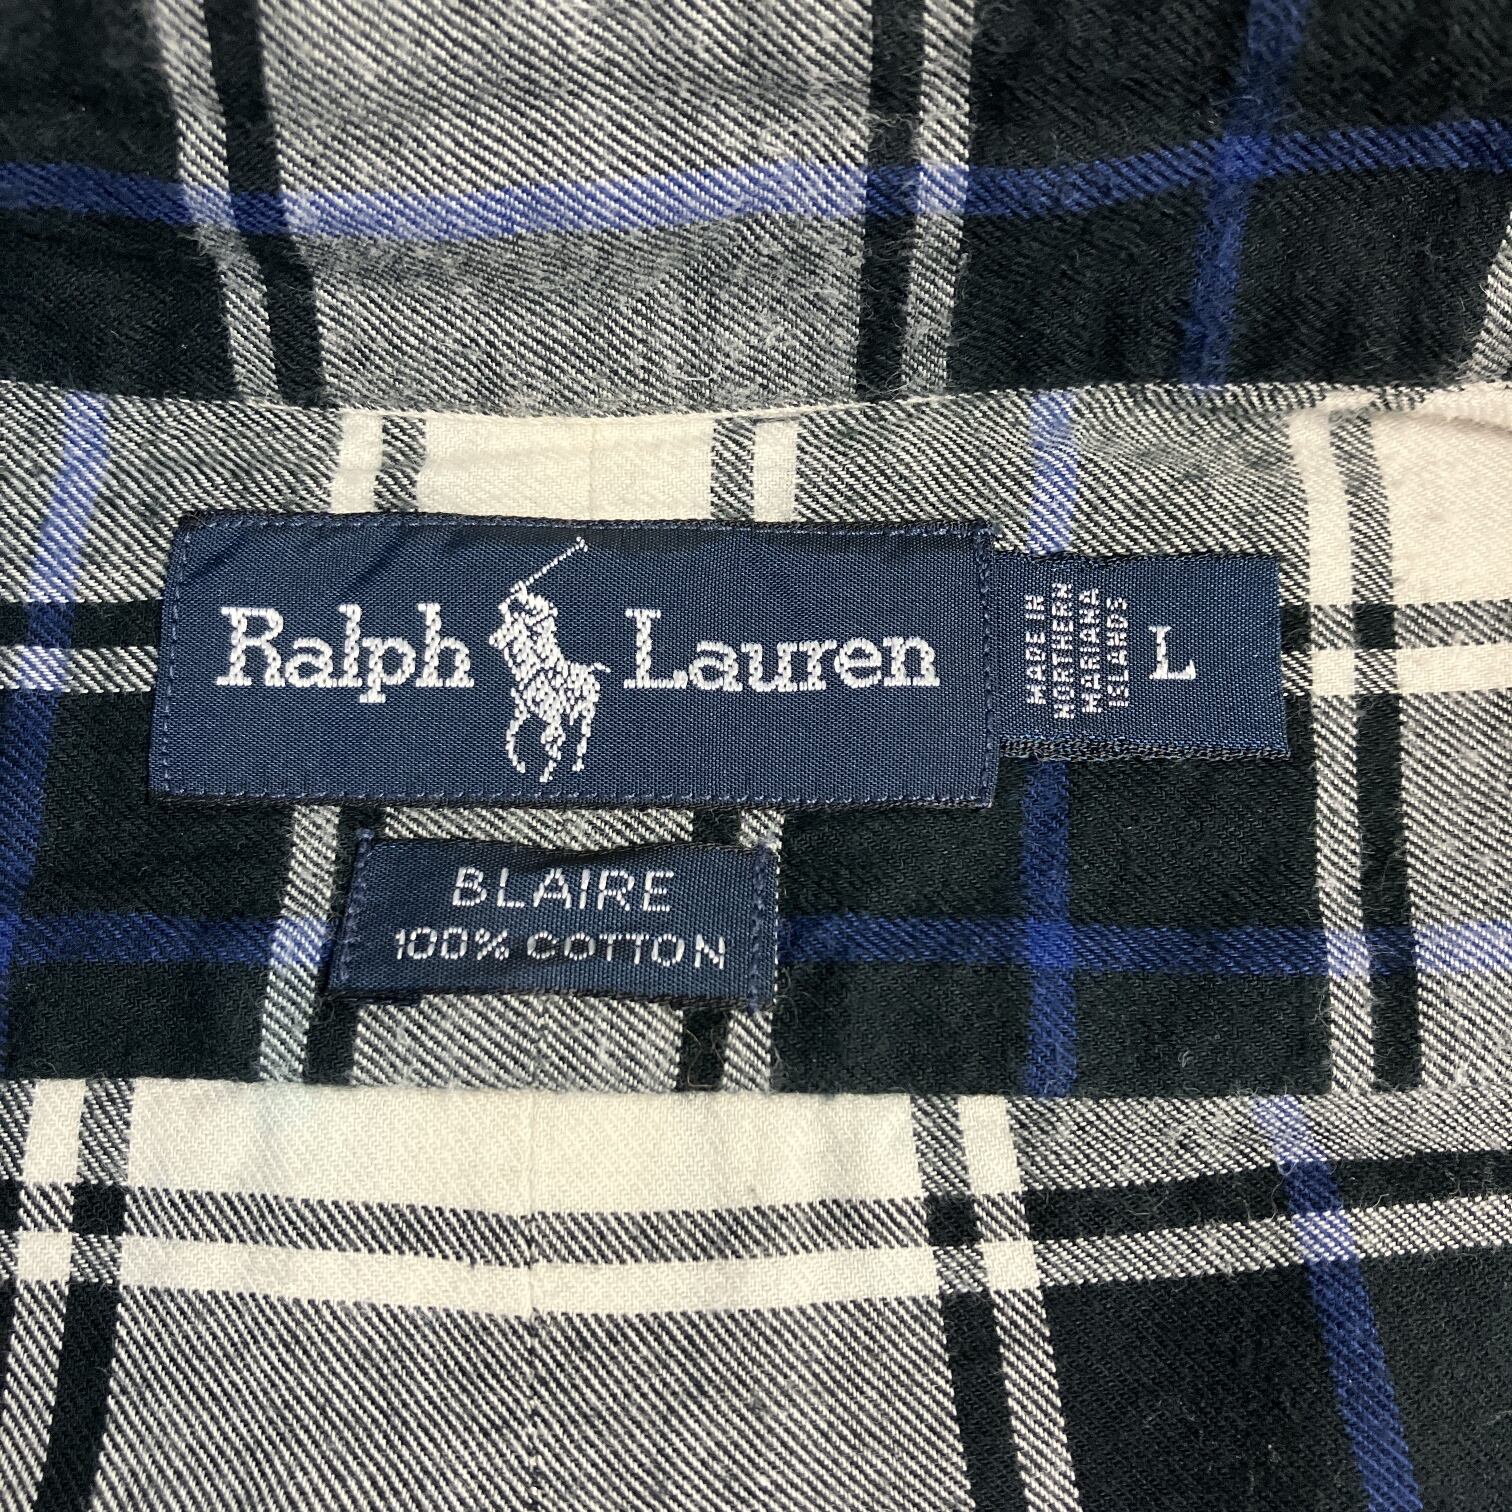 Ralph Lauren
MADE IN
NORTHERN
MARIANA
ISLANDS
L
BLAIRE
100% COTTON